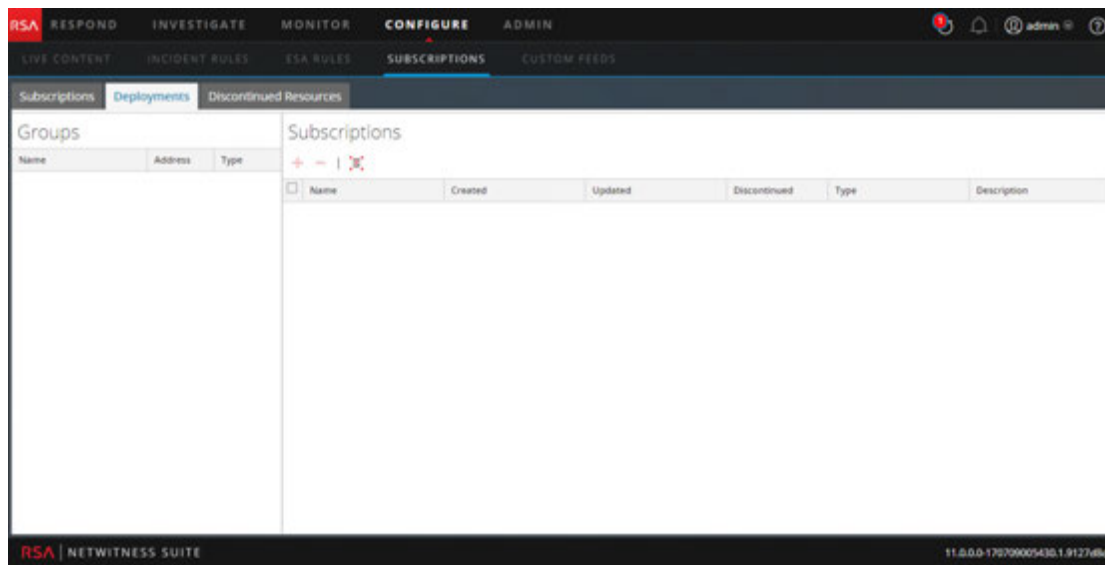 RSA RESPOND INVESTIGATE MONITOR CONFIGURE ADMIN 1 admin
LIVE CONTENT INCIDENT RULES ESA RULES SUBSCRIPTIONS CUSTOM FEEDS
Subscriptions Deployments Discontinued Resources
Groups
Name Address Type
Subscriptions
Name Created Updated Discontinued Type Description
RSA | NETWITNESS SUITE